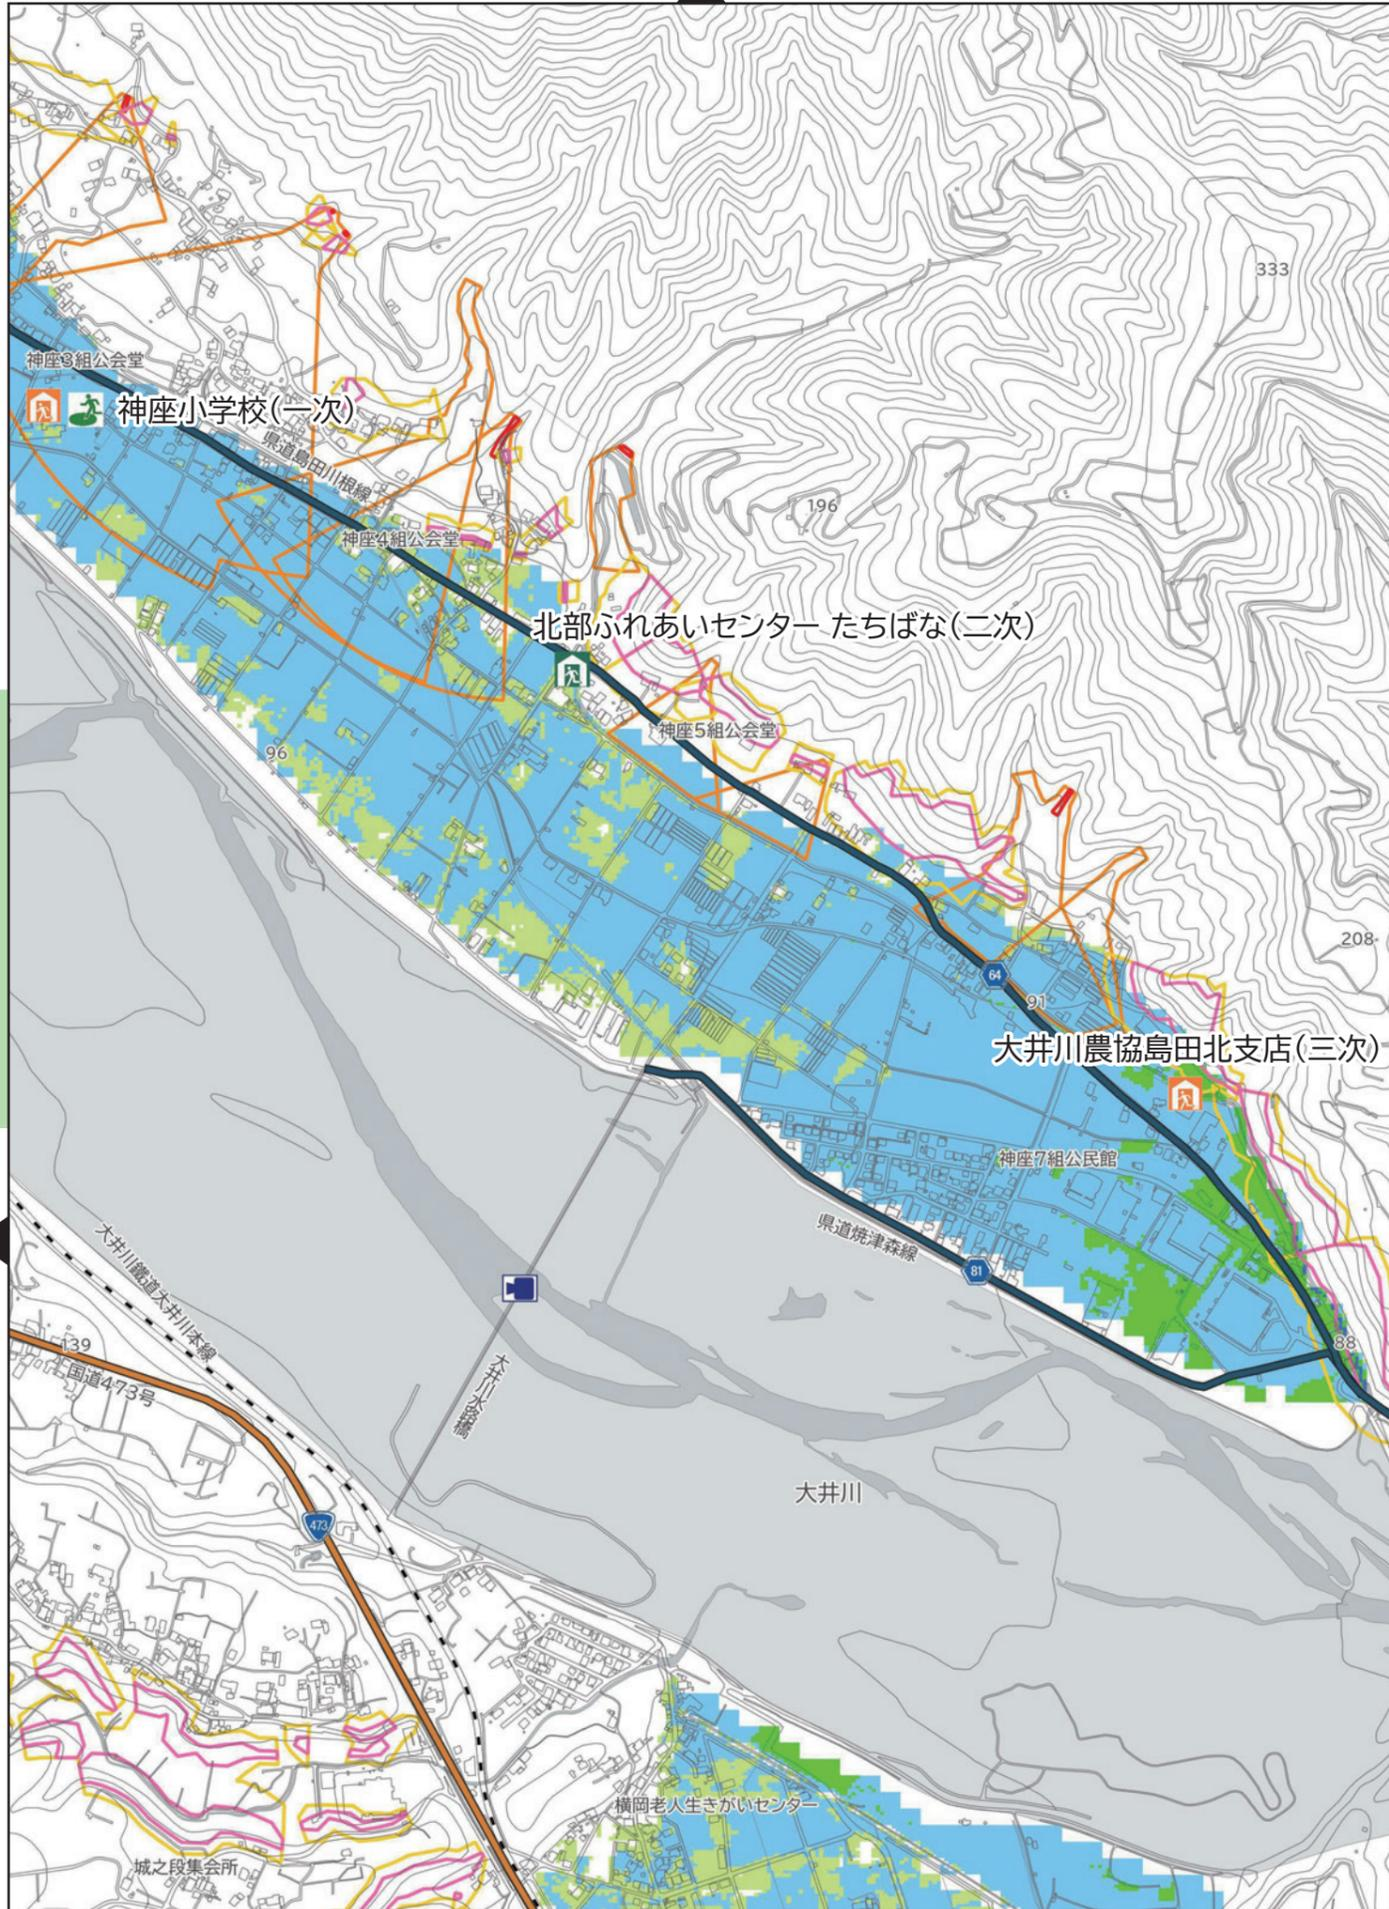 333
神座3組公会堂
神座小学校(一次)
県道島田川根線
196
神座4組公会堂
北部ふれあいセンター たちばな(二次)
神座5組公会堂
96
208
64
91
大井川農協島田北支店(三次)
神座7組公民館
県道焼津森線
81
大井川鐵道大井川本線
139
国道473号
88
大井川水路橋
大井川
473
横岡老人生きがいセンター
城之段集会所